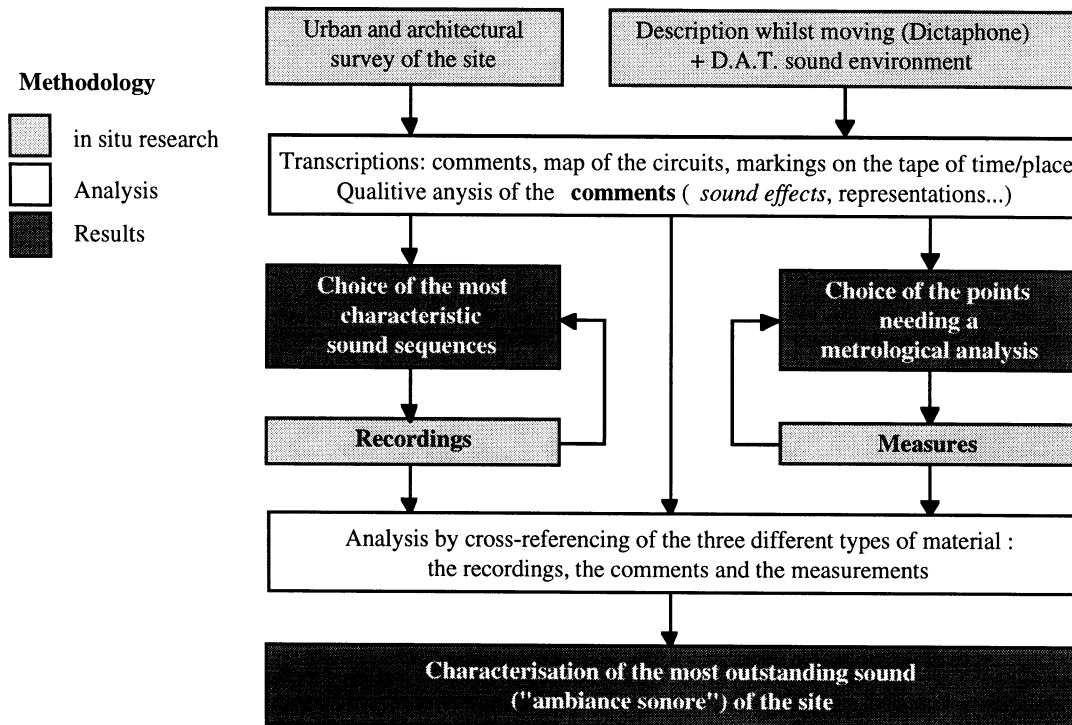 Urban and architectural
survey of the site
Description whilst moving (Dictaphone)
+ D.A.T. sound environment
Methodology
in situ research
Analysis
Results
Transcriptions: comments, map of the circuits, markings on the tape of time/place
Qualitive anysis of the comments ( sound effects, representations...)
Choice of the most
characteristic
sound sequences
Choice of the points
needing a
metrological analysis
Recordings
Measures
Analysis by cross-referencing of the three different types of material :
the recordings, the comments and the measurements
Characterisation of the most outstanding sound
("ambiance sonore") of the site